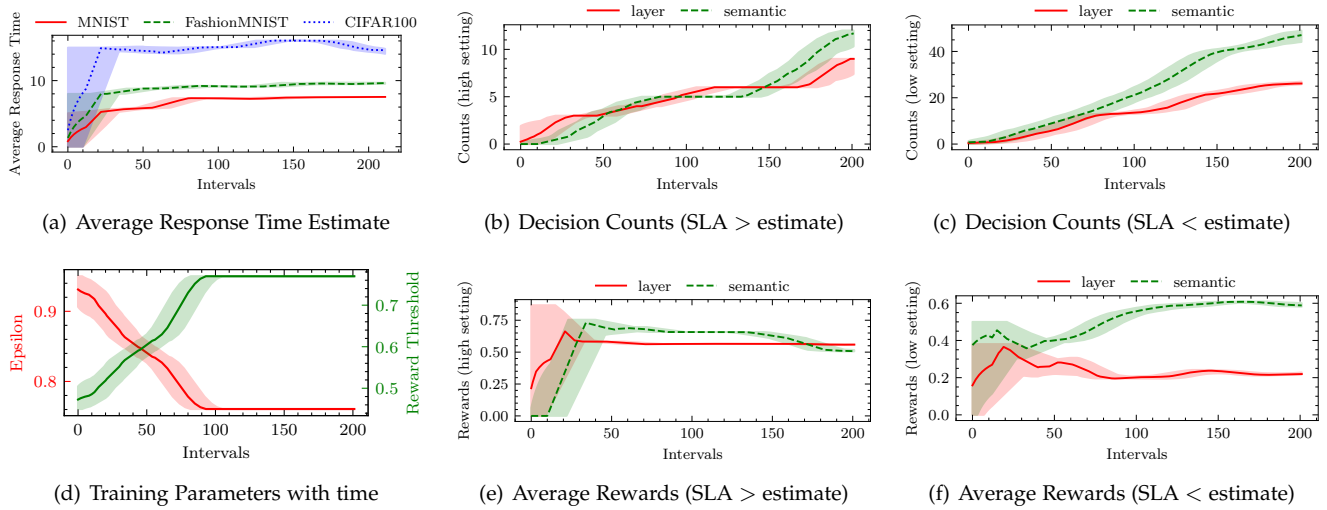 MNIST FashionMNIST CIFAR100
Average Response Time
0
10
0 50 100 150 200
Intervals
(a) Average Response Time Estimate
layer semantic
Counts (high setting)
0
5
10
0 50 100 150 200
Intervals
(b) Decision Counts (SLA > estimate)
layer semantic
Counts (low setting)
0
20
40
0 50 100 150 200
Intervals
(c) Decision Counts (SLA < estimate)
Epsilon
0.8
0.9
Reward Threshold
0.5
0.6
0.7
0 50 100 150 200
Intervals
(d) Training Parameters with time
layer semantic
Rewards (high setting)
0.00
0.25
0.50
0.75
0 50 100 150 200
Intervals
(e) Average Rewards (SLA > estimate)
layer semantic
Rewards (low setting)
0.0
0.2
0.4
0.6
0 50 100 150 200
Intervals
(f) Average Rewards (SLA < estimate)